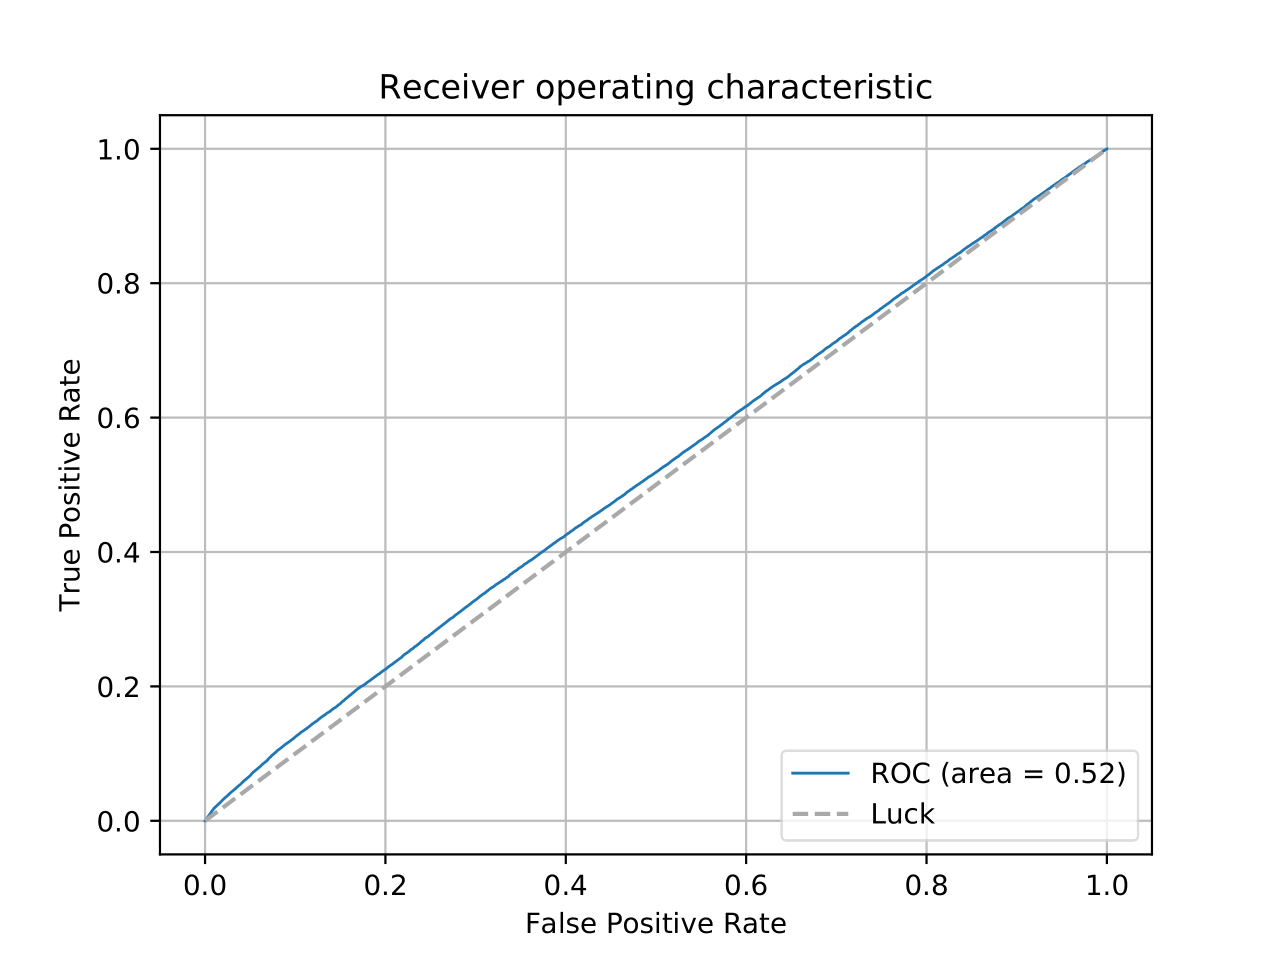 Receiver operating characteristic
True Positive Rate
1.0
0.8
0.6
0.4
0.2
0.0
ROC (area = 0.52)
Luck
0.0 0.2 0.4 0.6 0.8 1.0
False Positive Rate